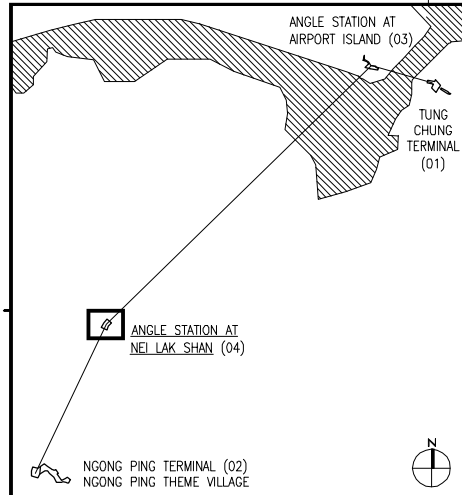 ANGLE STATION AT
AIRPORT ISLAND (03)
TUNG
CHUNG
TERMINAL
(01)
ANGLE STATION AT
NEI LAK SHAN (04)
NGONG PING TERMINAL (02)
NGONG PING THEME VILLAGE
N